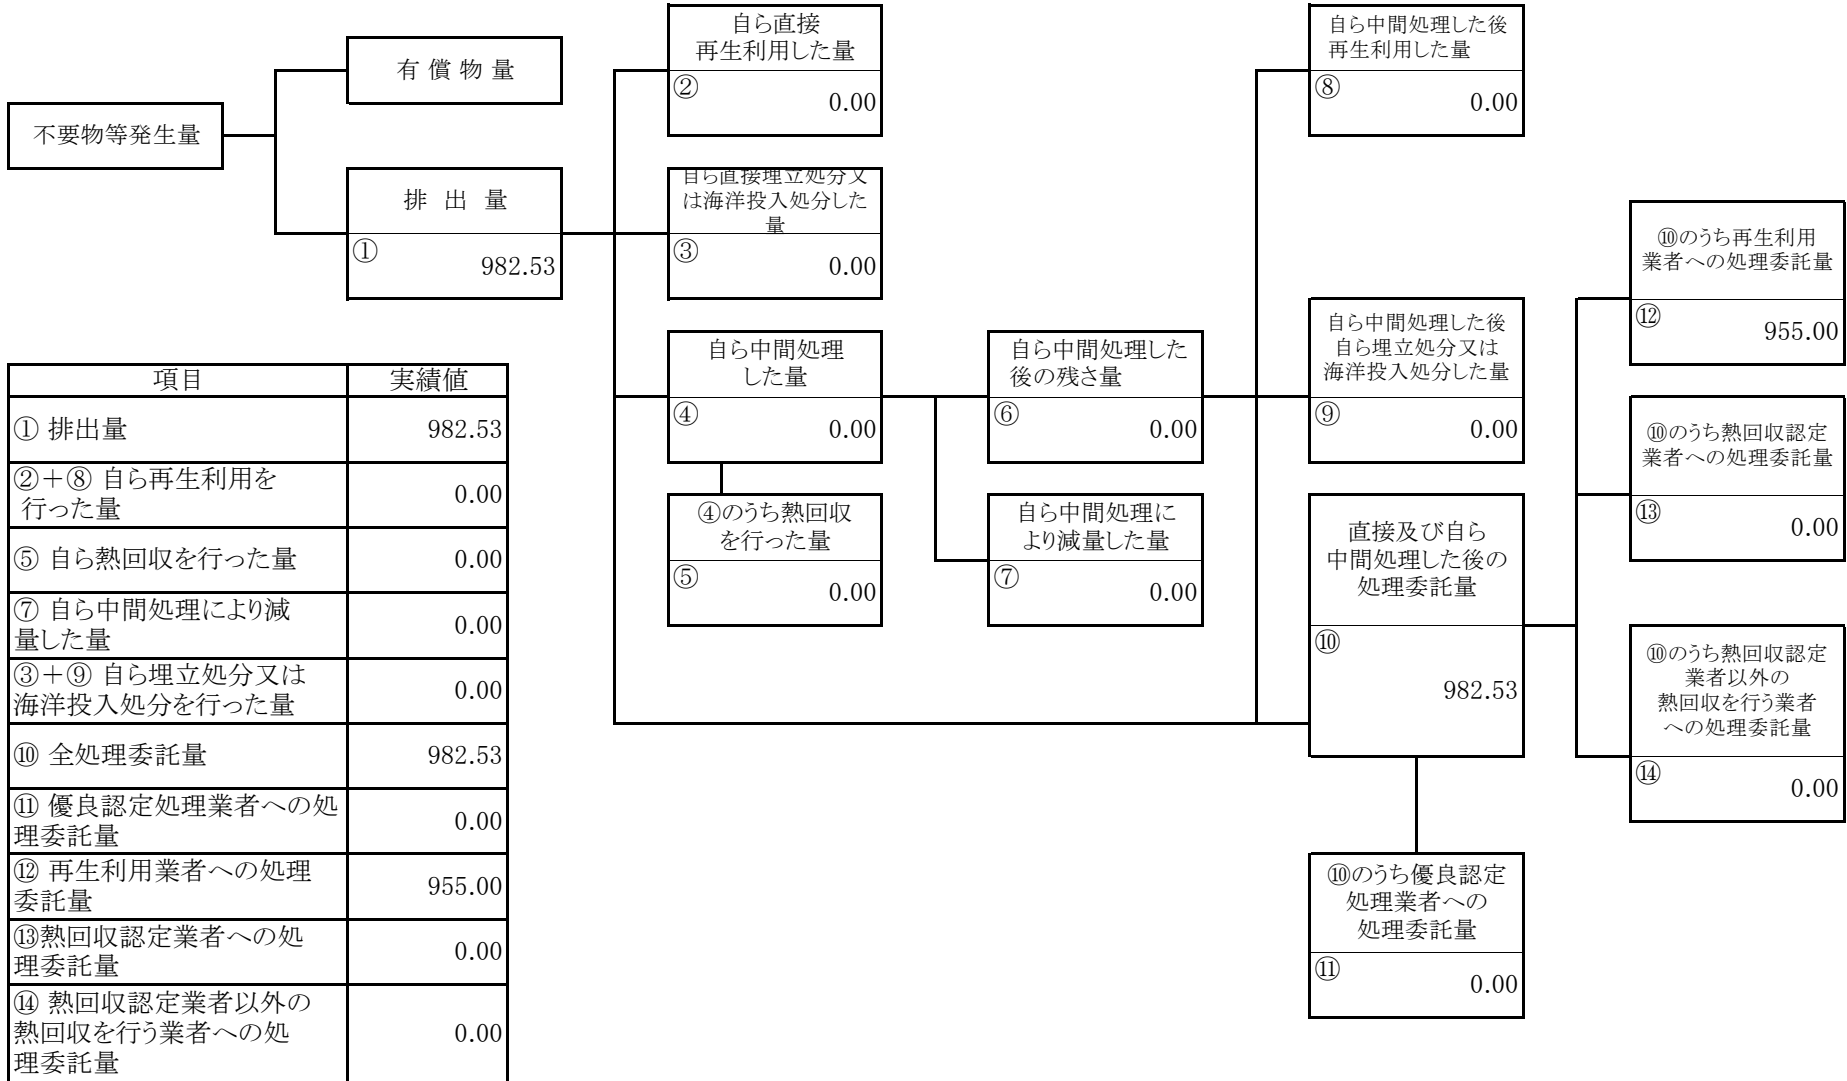 自ら直接
再生利用した量
②
0.00
自ら中間処理した後
再生利用した量
⑧
0.00
有 償 物 量
不要物等発生量
排 出 量
①
982.53
自ら直接埋立処分又
は海洋投入処分した
量
③
0.00
⑩のうち再生利用
業者への処理委託量
⑫
955.00
自ら中間処理
した量
④
0.00
自ら中間処理した
後の残さ量
⑥
0.00
自ら中間処理した後
自ら埋立処分又は
海洋投入処分した量
⑨
0.00
⑩のうち熱回収認定
業者への処理委託量
⑬
0.00
④のうち熱回収
を行った量
⑤
0.00
自ら中間処理に
より減量した量
⑦
0.00
直接及び自ら
中間処理した後の
処理委託量
⑩
982.53
⑩のうち熱回収認定
業者以外の
熱回収を行う業者
への処理委託量
⑭
0.00
⑩のうち優良認定
処理業者への
処理委託量
⑪
0.00
項目 実績値
① 排出量 982.53
②＋⑧ 自ら再生利用を
行った量 0.00
⑤ 自ら熱回収を行った量 0.00
⑦ 自ら中間処理により減
量した量 0.00
③＋⑨ 自ら埋立処分又は
海洋投入処分を行った量 0.00
⑩ 全処理委託量 982.53
⑪ 優良認定処理業者への処
理委託量 0.00
⑫ 再生利用業者への処理
委託量 955.00
⑬熱回収認定業者への処
理委託量 0.00
⑭ 熱回収認定業者以外の
熱回収を行う業者への処
理委託量 0.00